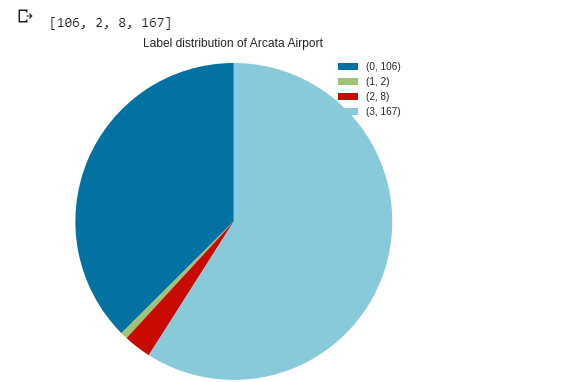 [106, 2, 8, 167]
Label distribution of Arcata Airport
(0, 106)
(1, 2)
(2, 8)
(3, 167)